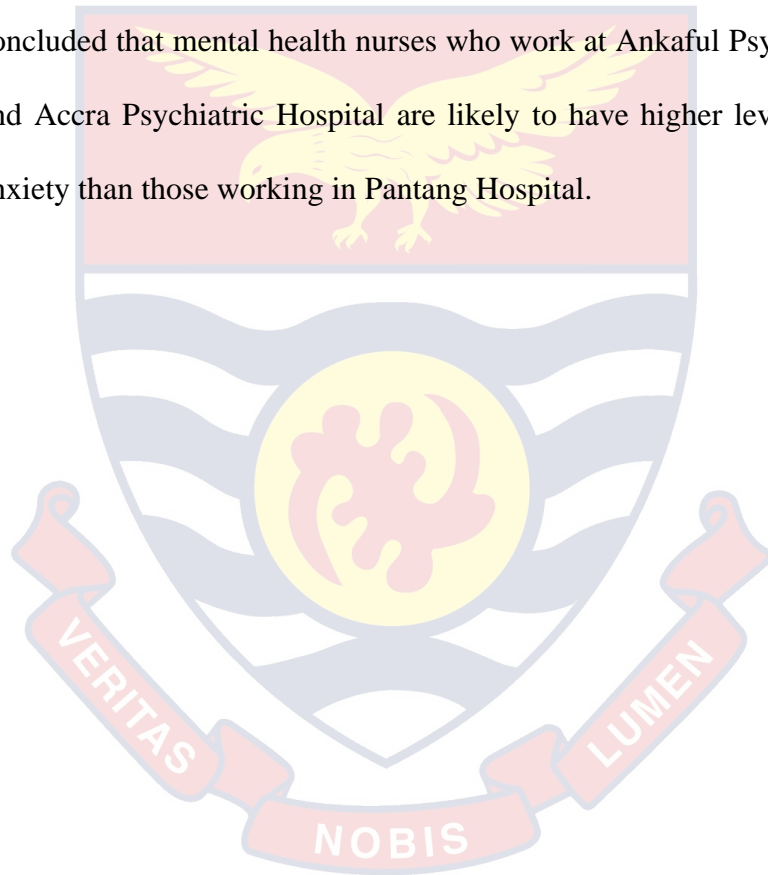 oncluded that mental health nurses who work at Ankaful Psy
nd Accra Psychiatric Hospital are likely to have higher lev
nxiety than those working in Pantang Hospital.
VERITAS
NOBIS
LUMEN